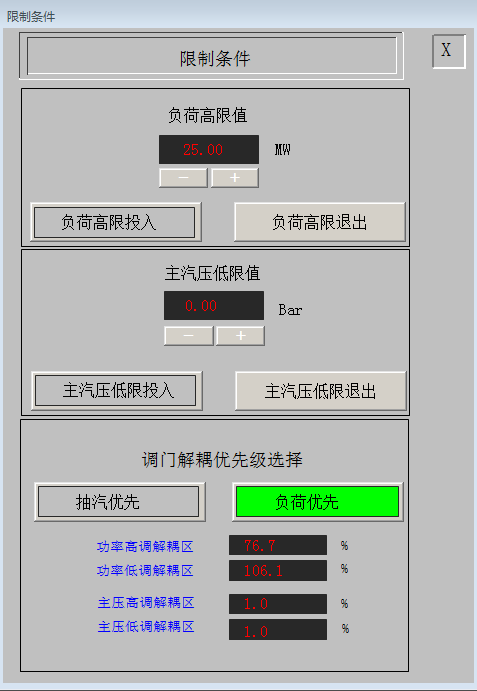 限制条件
限制条件 X
负荷高限值
25.00 MW
－ ＋
负荷高限投入 负荷高限退出
主汽压低限值
0.00 Bar
－ ＋
主汽压低限投入 主汽压低限退出
调门解耦优先级选择
抽汽优先 负荷优先
功率高调解耦区 76.7 %
功率低调解耦区 106.1 %
主压高调解耦区 1.0 %
主压低调解耦区 1.0 %